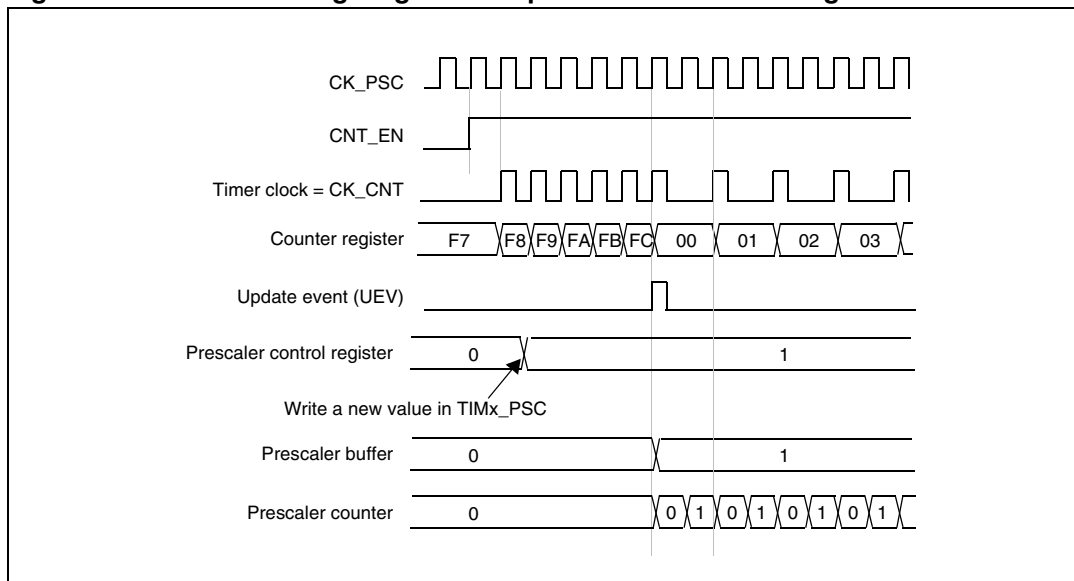 CK_PSC
CNT_EN
Timer clock = CK_CNT
Counter register F7 F8 F9 FA FB FC 00 01 02 03
Update event (UEV)
Prescaler control register 0 1
Write a new value in TIMx_PSC
Prescaler buffer 0 1
Prescaler counter 0 0 1 0 1 0 1 0 1